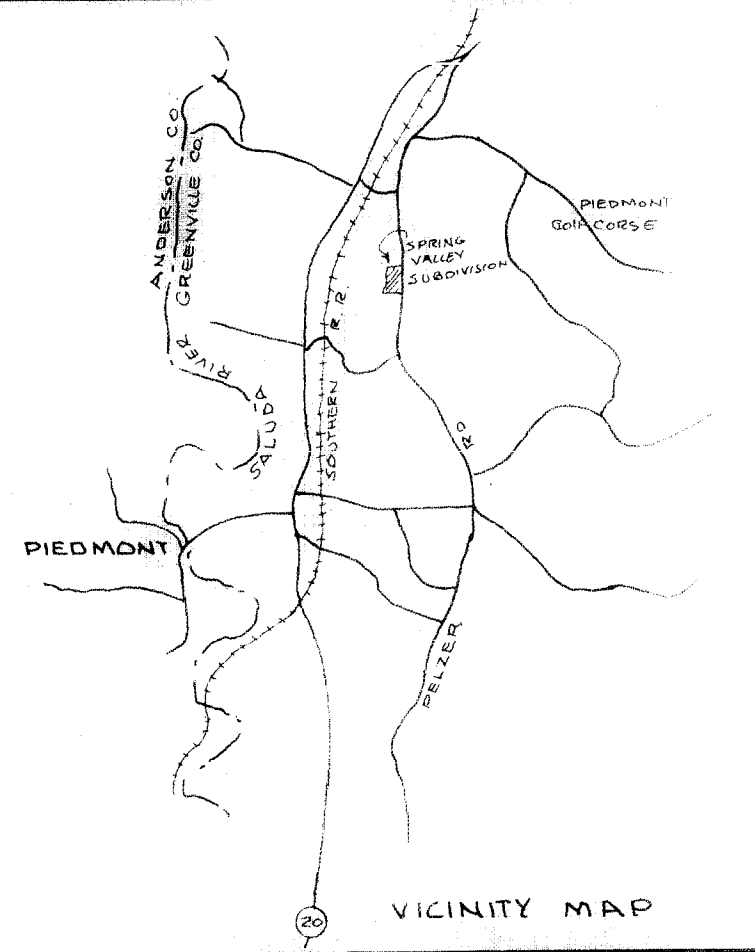 ANDERSON CO.
GREENVILLE CO.
PIEDMONT
GOLF CORSE
SPRING
VALLEY
SUBDIVISION
R.R.
RIVER
SALUDA
SOUTHERN
RD
PIEDMONT
PELZER
20
VICINITY MAP